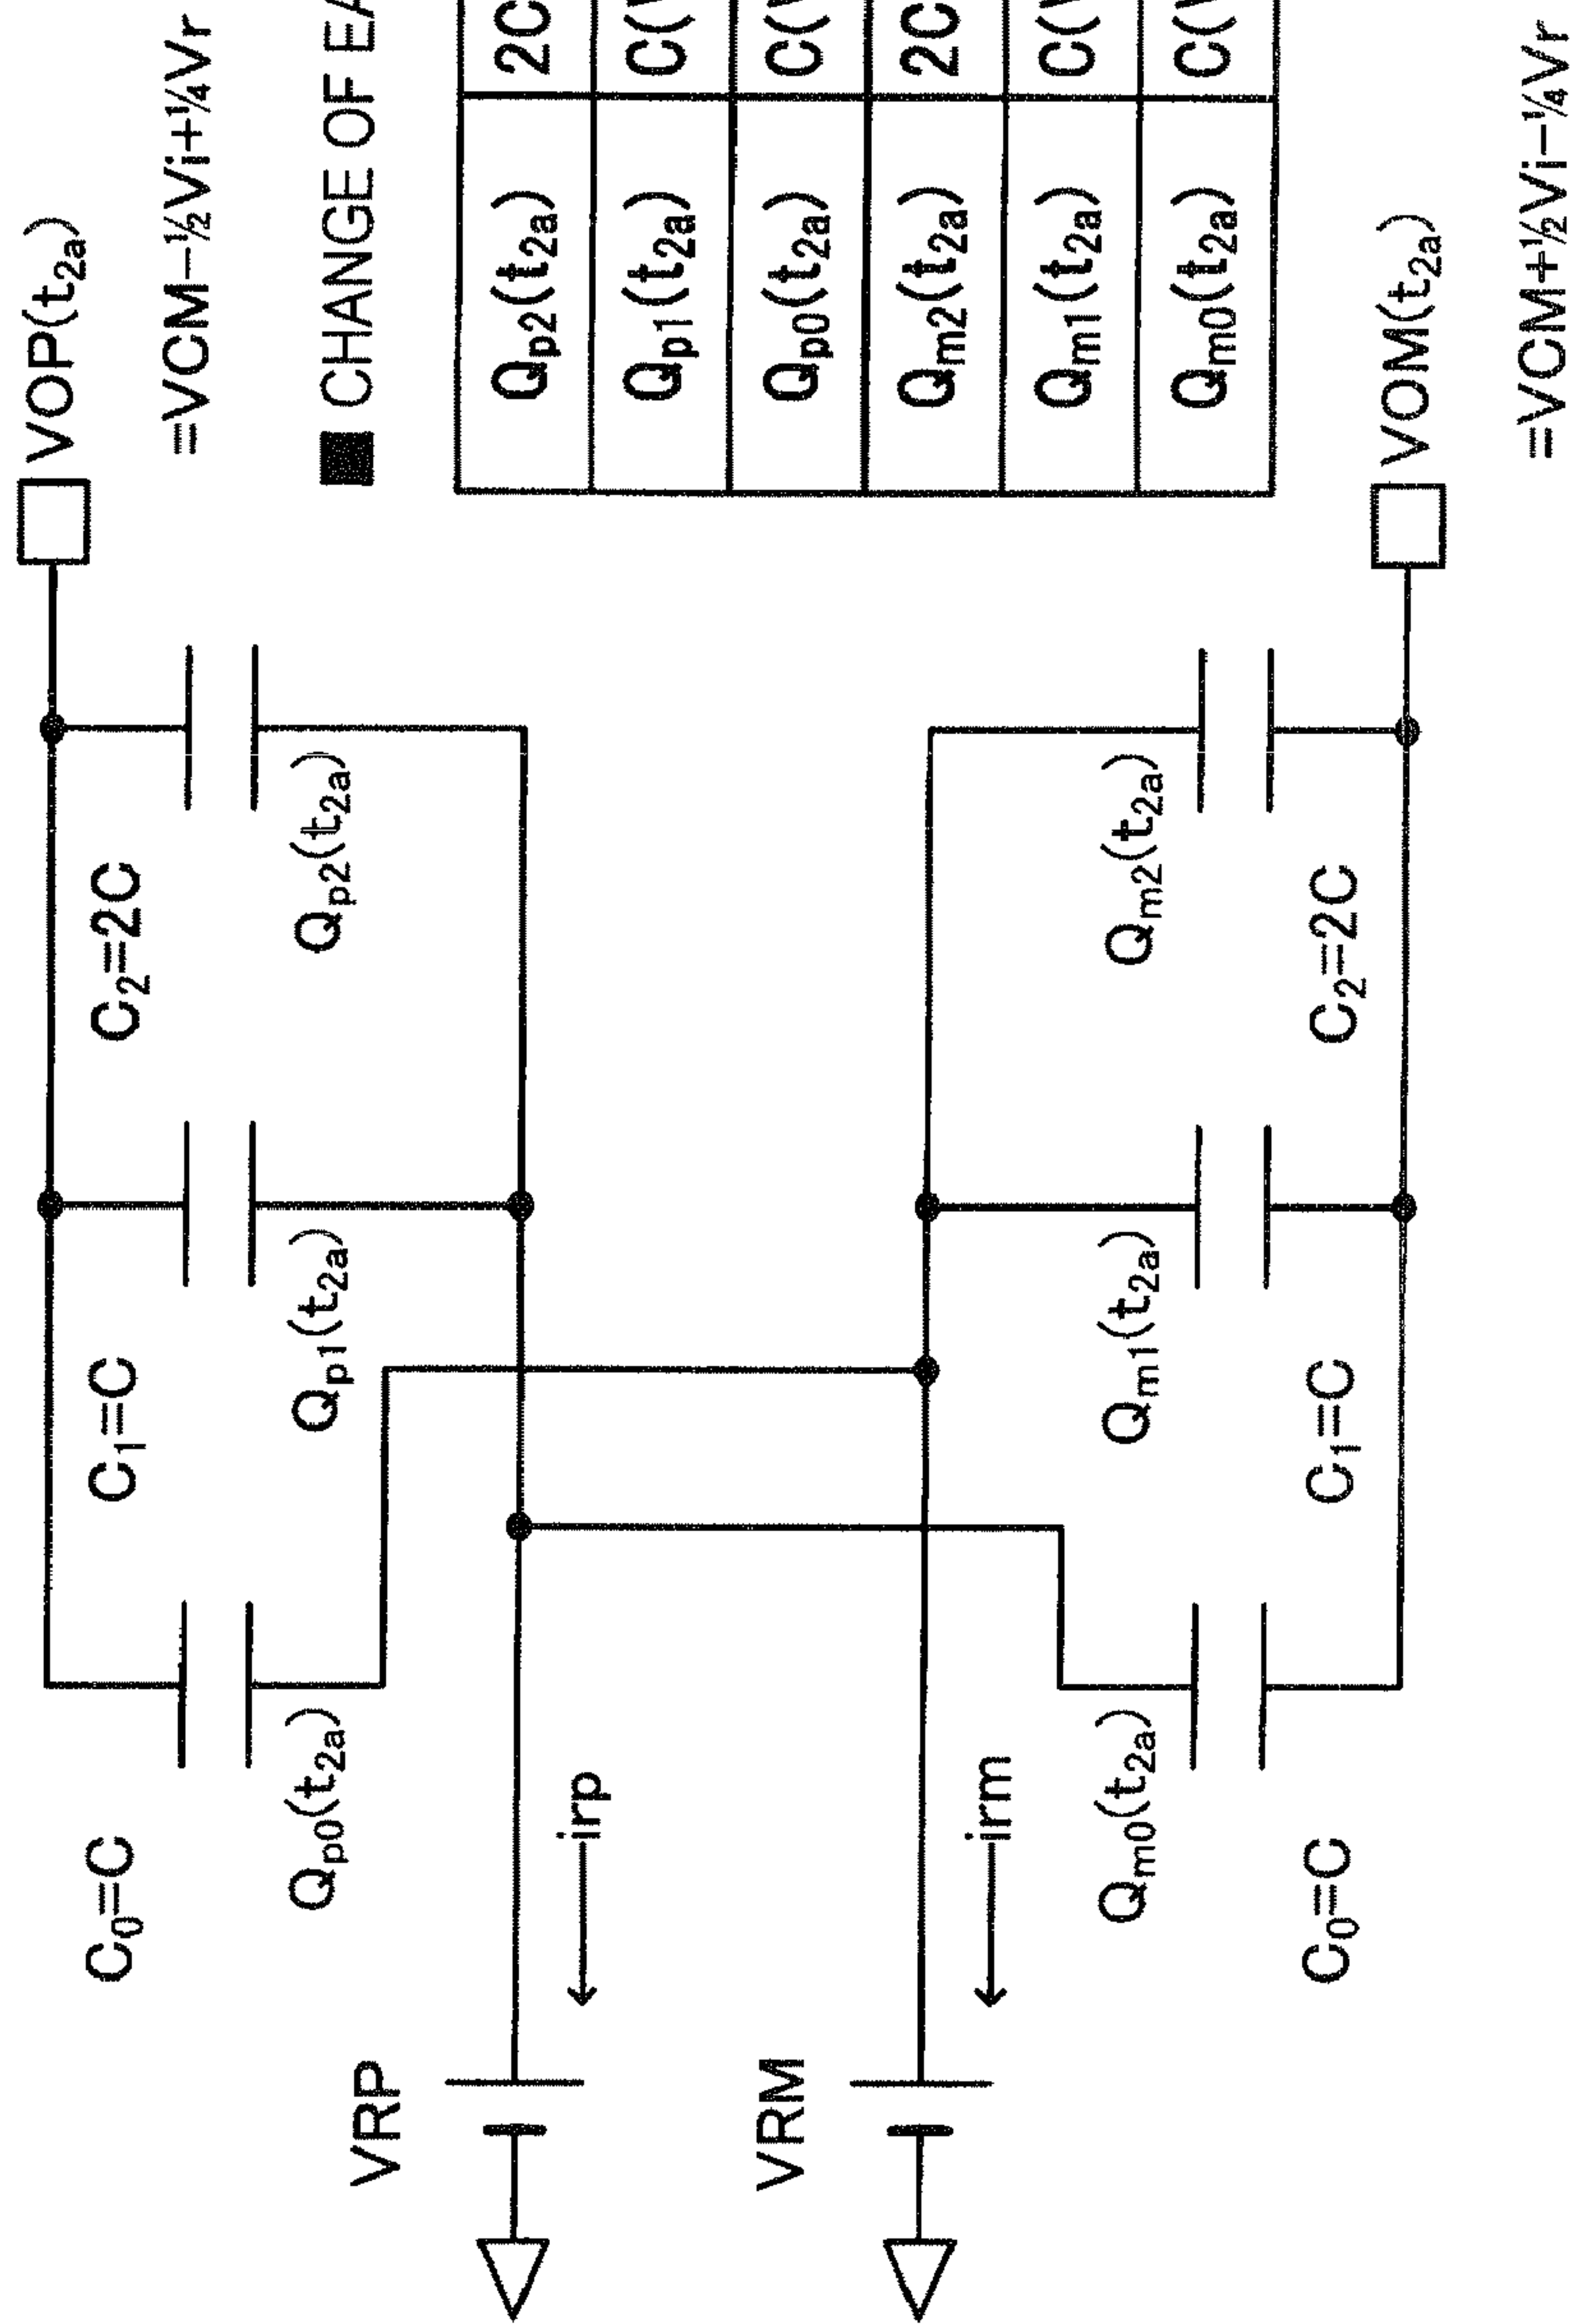 C₀=C
C₁=C
C₂=2C
VOP(t₂ₐ)
=VCM−½Vi+¼Vr
Qp0(t2a)
Qp1(t2a)
Qp2(t2a)
VRP
irp
VRM
irm
Qm0(t2a)
Qm1(t2a)
Qm2(t2a)
C₀=C
C₁=C
C₂=2C
VOM(t₂ₐ)
=VCM+½Vi−¼Vr
■ CHANGE OF
Qp2(t2a) 2C
Qp1(t2a) C(
Qp0(t2a) C(
Qm2(t2a) 2C
Qm1(t2a) C(
Qm0(t2a) C(